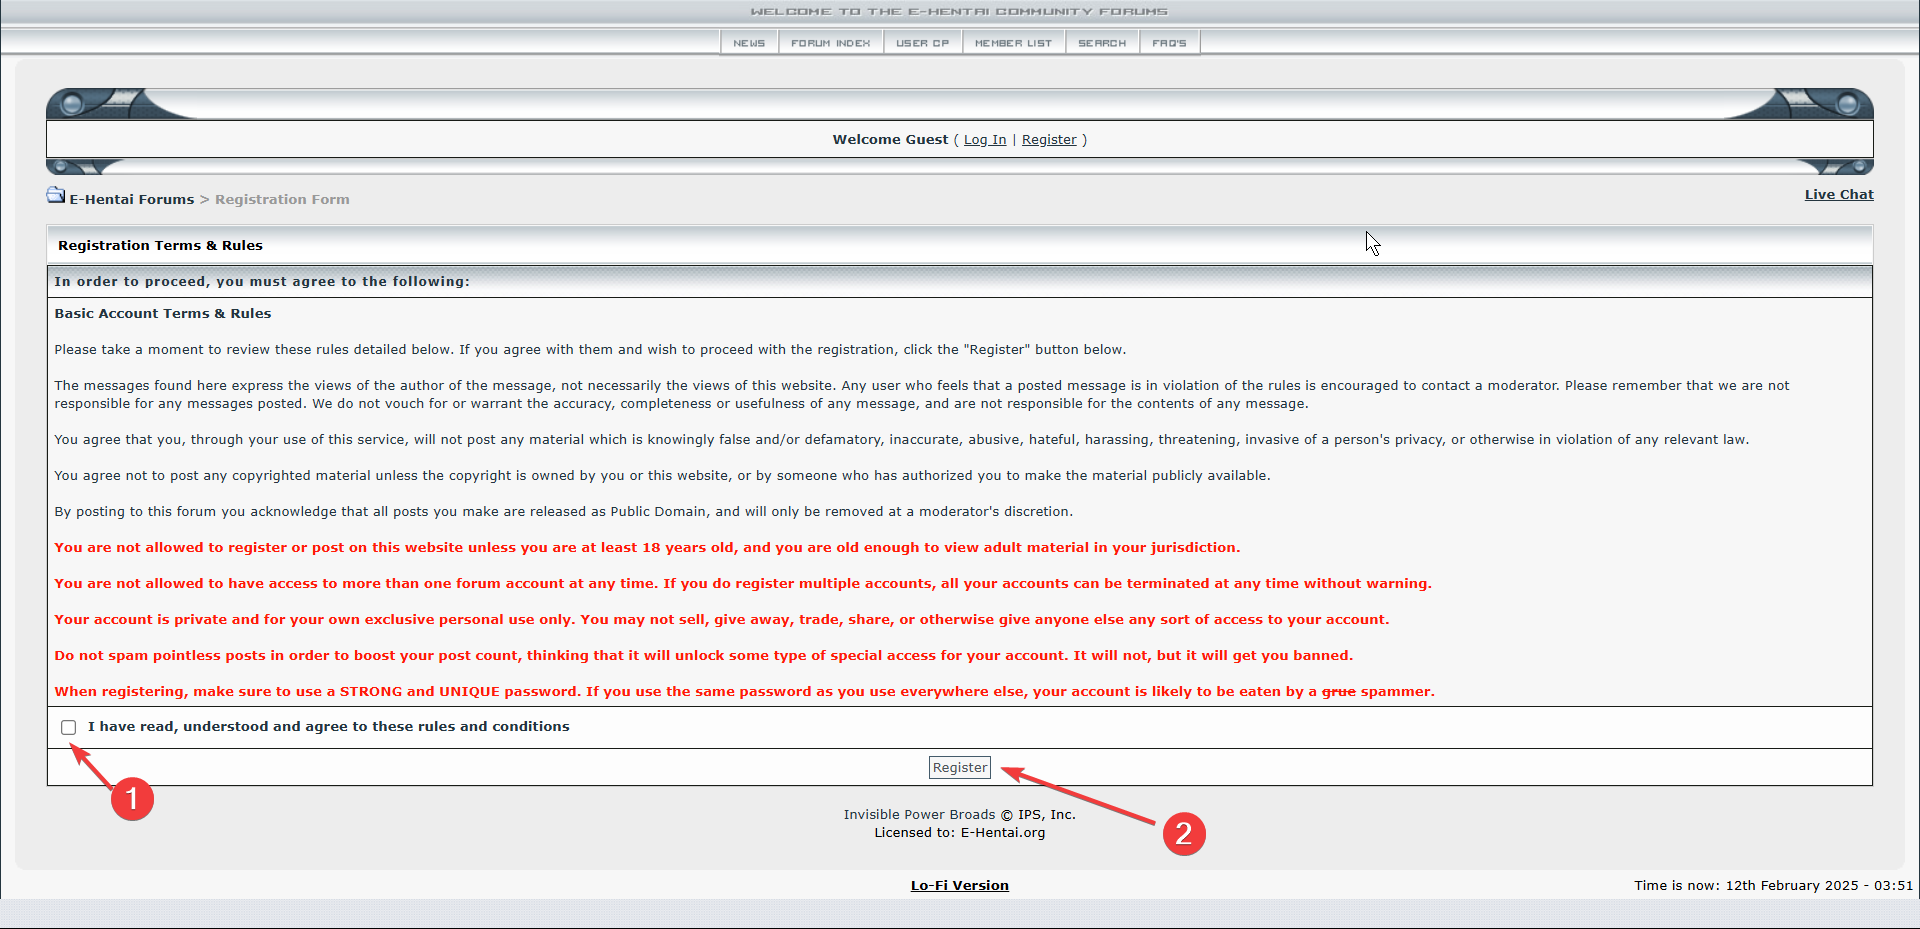 WELCOME TO THE E-HENTAI COMMUNITY FORUMS
NEWS
FORUM INDEX
USER CP
MEMBER LIST
SEARCH
FAQ'S
Welcome Guest ( Log In | Register )
E-Hentai Forums > Registration Form
Live Chat
Registration Terms & Rules
In order to proceed, you must agree to the following:
Basic Account Terms & Rules
Please take a moment to review these rules detailed below. If you agree with them and wish to proceed with the registration, click the "Register" button below.
The messages found here express the views of the author of the message, not necessarily the views of this website. Any user who feels that a posted message is in violation of the rules is encouraged to contact a moderator. Please remember that we are not
responsible for any messages posted. We do not vouch for or warrant the accuracy, completeness or usefulness of any message, and are not responsible for the contents of any message.
You agree that you, through your use of this service, will not post any material which is knowingly false and/or defamatory, inaccurate, abusive, hateful, harassing, threatening, invasive of a person's privacy, or otherwise in violation of any relevant law.
You agree not to post any copyrighted material unless the copyright is owned by you or this website, or by someone who has authorized you to make the material publicly available.
By posting to this forum you acknowledge that all posts you make are released as Public Domain, and will only be removed at a moderator's discretion.
You are not allowed to register or post on this website unless you are at least 18 years old, and you are old enough to view adult material in your jurisdiction.
You are not allowed to have access to more than one forum account at any time. If you do register multiple accounts, all your accounts can be terminated at any time without warning.
Your account is private and for your own exclusive personal use only. You may not sell, give away, trade, share, or otherwise give anyone else any sort of access to your account.
Do not spam pointless posts in order to boost your post count, thinking that it will unlock some type of special access for your account. It will not, but it will get you banned.
When registering, make sure to use a STRONG and UNIQUE password. If you use the same password as you use everywhere else, your account is likely to be eaten by a grue spammer.
I have read, understood and agree to these rules and conditions
Register
1
2
Invisible Power Broads © IPS, Inc.
Licensed to: E-Hentai.org
Lo-Fi Version
Time is now: 12th February 2025 - 03:51